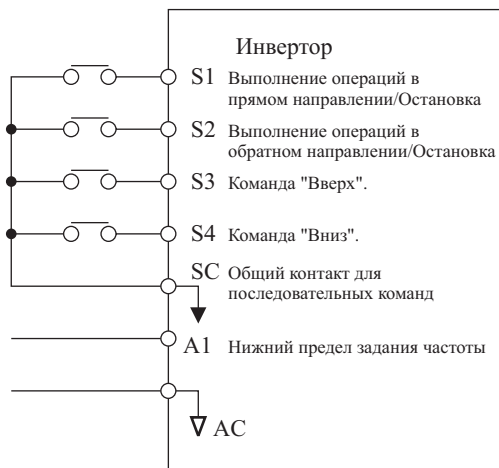 Инвертор
S1 Выполнение операций в
прямом направлении/Остановка
S2 Выполнение операций в
обратном направлении/Остановка
S3 Команда "Вверх".
S4 Команда "Вниз".
SC Общий контакт для
последовательных команд
A1 Нижний предел задания частоты
AC